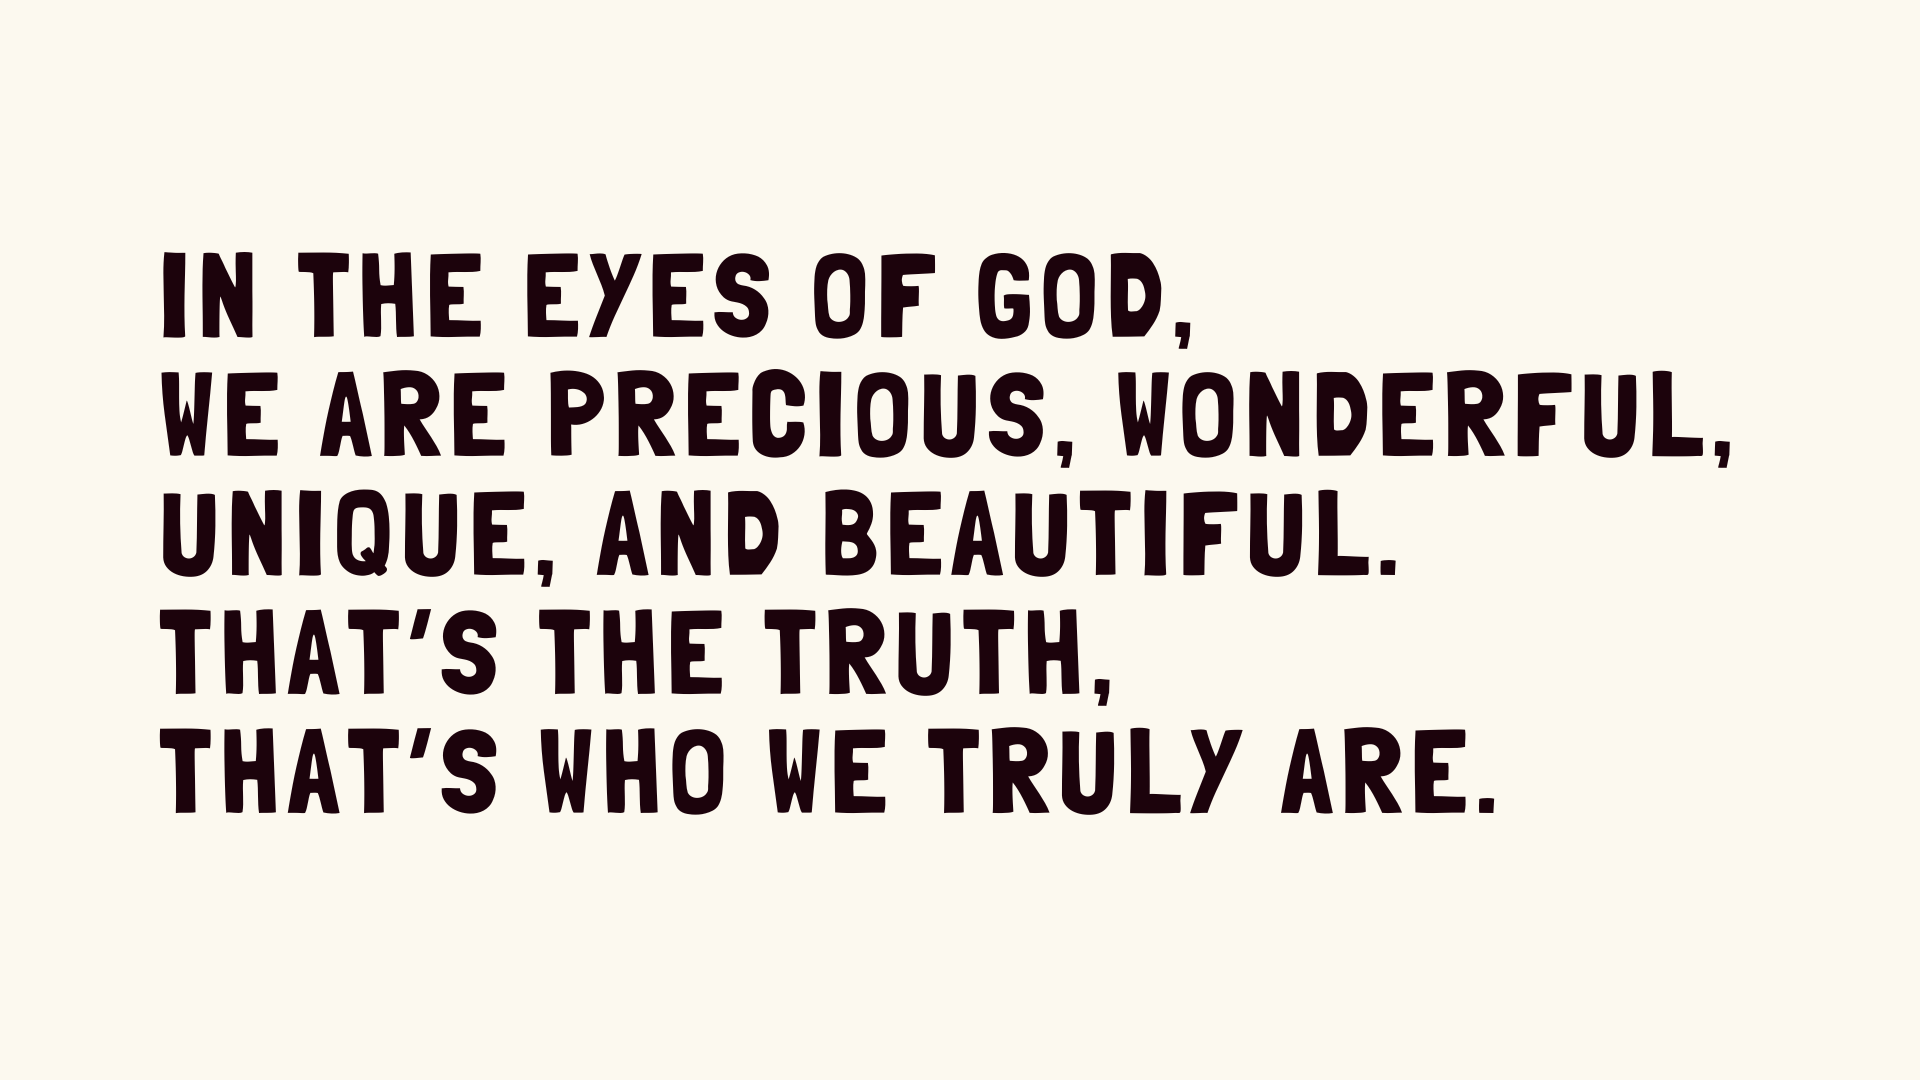 IN THE EYES OF GOD,
WE ARE PRECIOUS, WONDERFUL,
UNIQUE, AND BEAUTIFUL.
THAT'S THE TRUTH,
THAT'S WHO WE TRULY ARE.